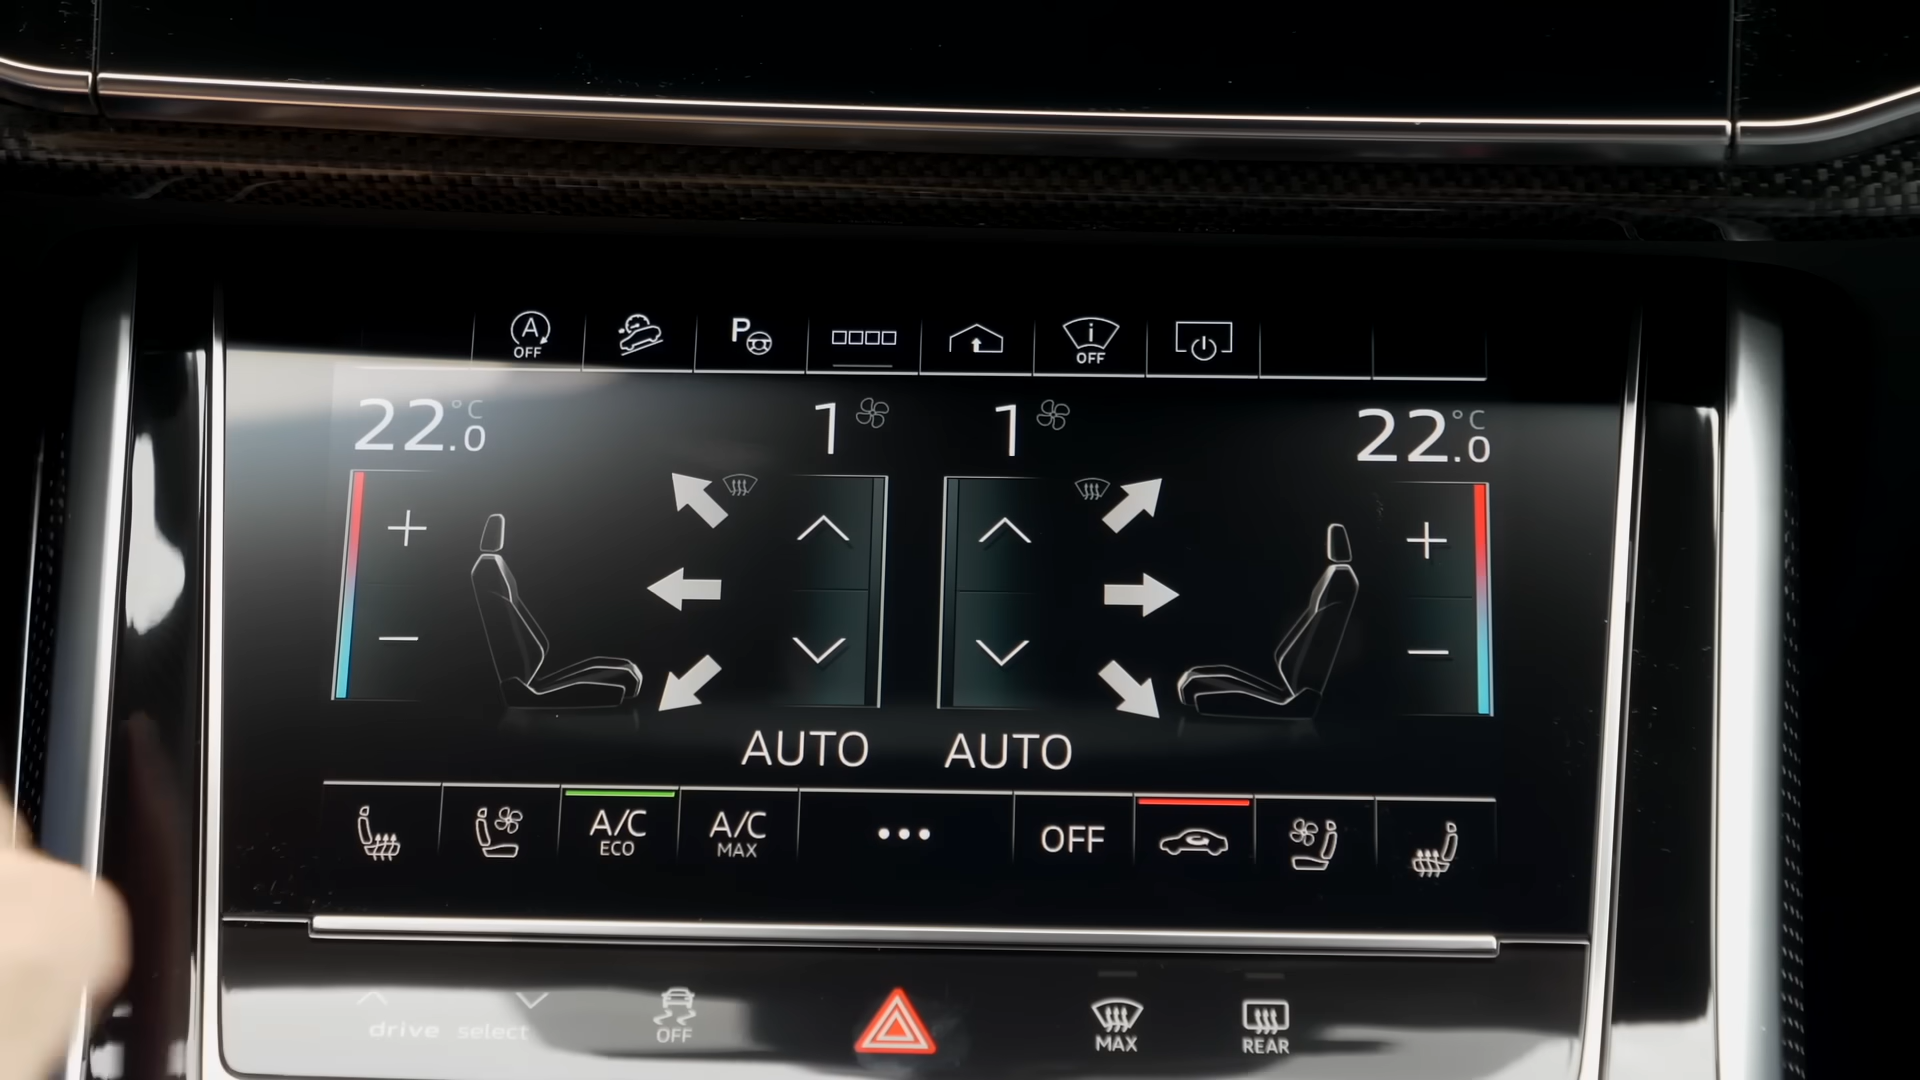 A
OFF
P
i
OFF
22.0 °C
1
1
22.0 °C
AUTO
AUTO
A/C
ECO
A/C
MAX
OFF
drive select
OFF
MAX
REAR